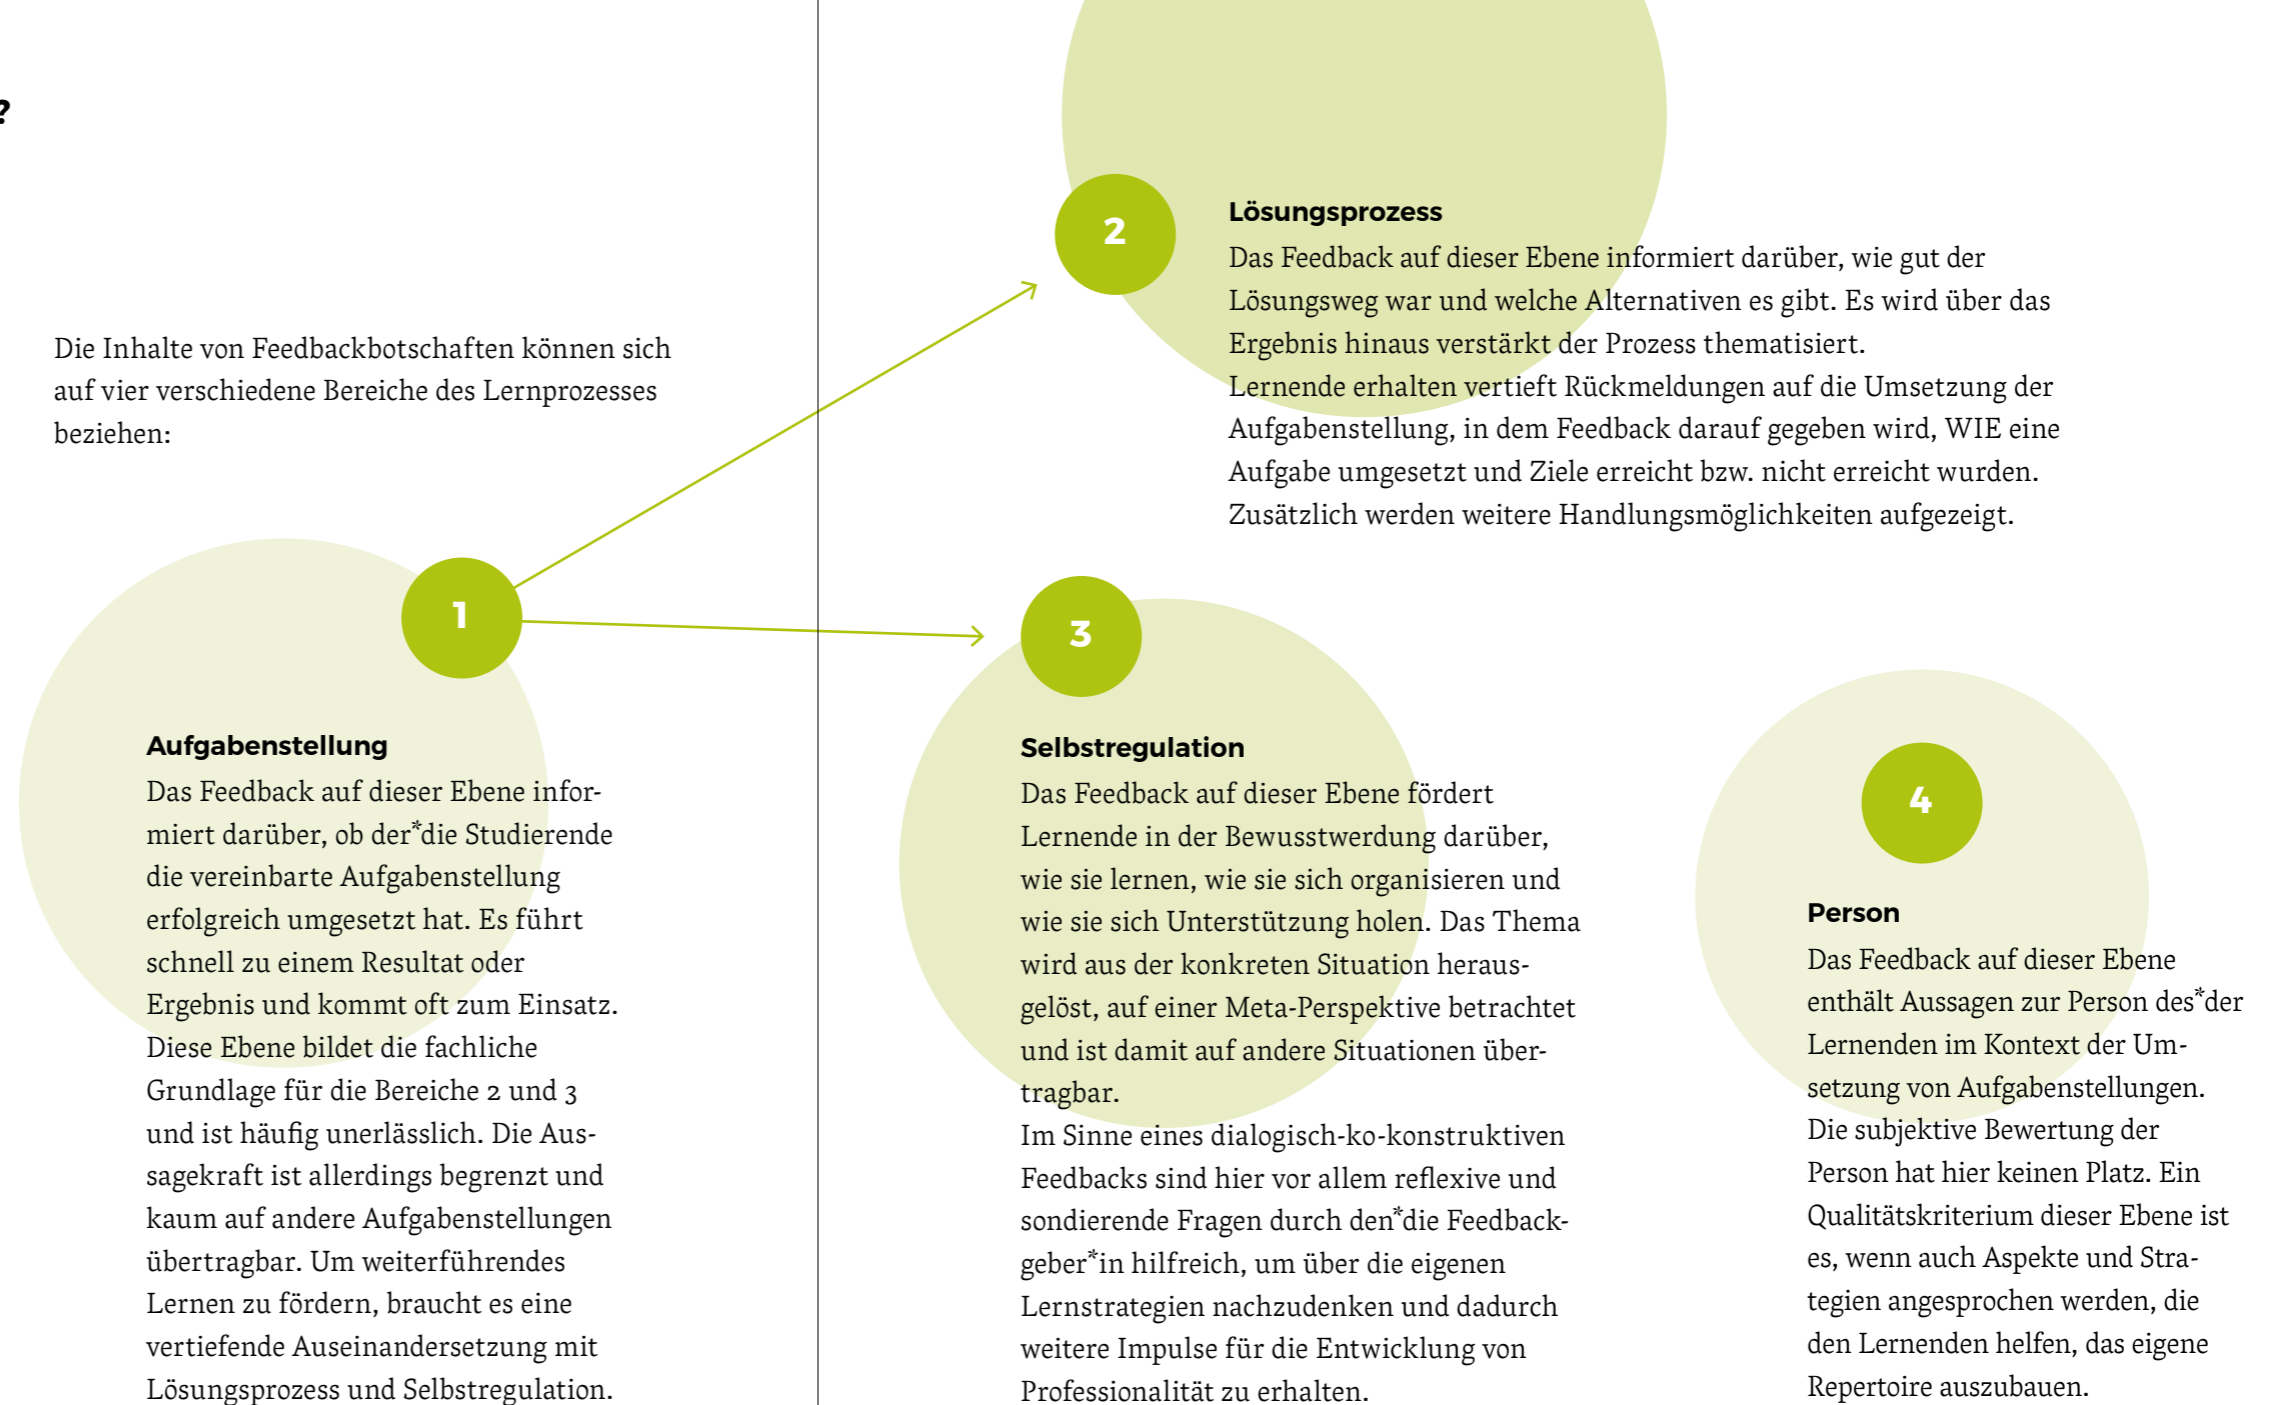 ?
Die Inhalte von Feedbackbotschaften können sich
auf vier verschiedene Bereiche des Lernprozesses
beziehen:
1
Aufgabenstellung
Das Feedback auf dieser Ebene infor-
miert darüber, ob der*die Studierende
die vereinbarte Aufgabenstellung
erfolgreich umgesetzt hat. Es führt
schnell zu einem Resultat oder
Ergebnis und kommt oft zum Einsatz.
Diese Ebene bildet die fachliche
Grundlage für die Bereiche 2 und 3
und ist häufig unerlässlich. Die Aus-
sagekraft ist allerdings begrenzt und
kaum auf andere Aufgabenstellungen
übertragbar. Um weiterführendes
Lernen zu fördern, braucht es eine
vertiefende Auseinandersetzung mit
Lösungsprozess und Selbstregulation.
2
Lösungsprozess
Das Feedback auf dieser Ebene informiert darüber, wie gut der
Lösungsweg war und welche Alternativen es gibt. Es wird über das
Ergebnis hinaus verstärkt der Prozess thematisiert.
Lernende erhalten vertieft Rückmeldungen auf die Umsetzung der
Aufgabenstellung, in dem Feedback darauf gegeben wird, WIE eine
Aufgabe umgesetzt und Ziele erreicht bzw. nicht erreicht wurden.
Zusätzlich werden weitere Handlungsmöglichkeiten aufgezeigt.
3
Selbstregulation
Das Feedback auf dieser Ebene fördert
Lernende in der Bewusstwerdung darüber,
wie sie lernen, wie sie sich organisieren und
wie sie sich Unterstützung holen. Das Thema
wird aus der konkreten Situation heraus-
gelöst, auf einer Meta-Perspektive betrachtet
und ist damit auf andere Situationen über-
tragbar.
Im Sinne eines dialogisch-ko-konstruktiven
Feedbacks sind hier vor allem reflexive und
sondierende Fragen durch den*die Feedback-
geber*in hilfreich, um über die eigenen
Lernstrategien nachzudenken und dadurch
weitere Impulse für die Entwicklung von
Professionalität zu erhalten.
4
Person
Das Feedback auf dieser Ebene
enthält Aussagen zur Person des*der
Lernenden im Kontext der Um-
setzung von Aufgabenstellungen.
Die subjektive Bewertung der
Person hat hier keinen Platz. Ein
Qualitätskriterium dieser Ebene ist
es, wenn auch Aspekte und Stra-
tegien angesprochen werden, die
den Lernenden helfen, das eigene
Repertoire auszubauen.